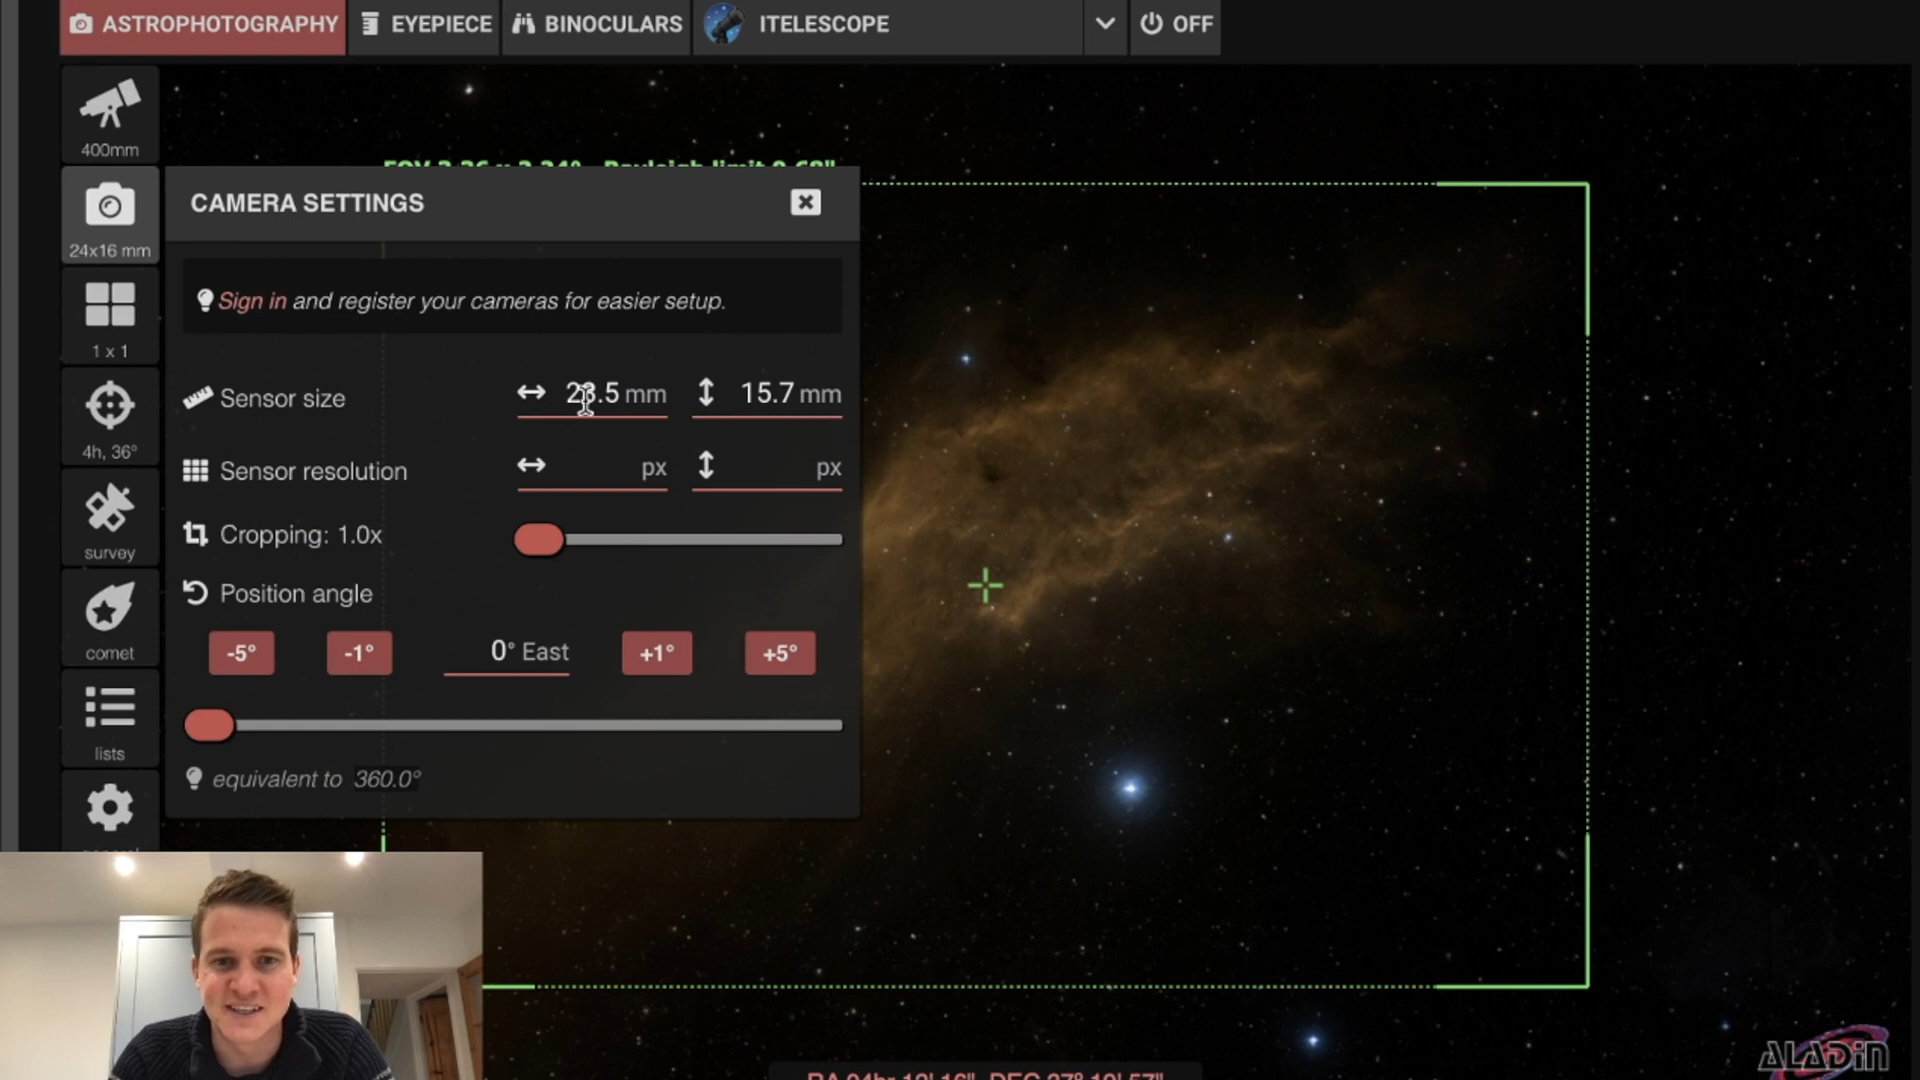 ASTROPHOTOGRAPHY EYEPIECE BINOCULARS ITELESCOPE OFF
400mm
24x16 mm
1 x 1
4h, 36°
survey
comet
lists
CAMERA SETTINGS
Sign in and register your cameras for easier setup.
Sensor size 23.5 mm 15.7 mm
Sensor resolution px px
Cropping: 1.0x
Position angle
-5° -1° 0° East +1° +5°
equivalent to 360.0°
ALADIN